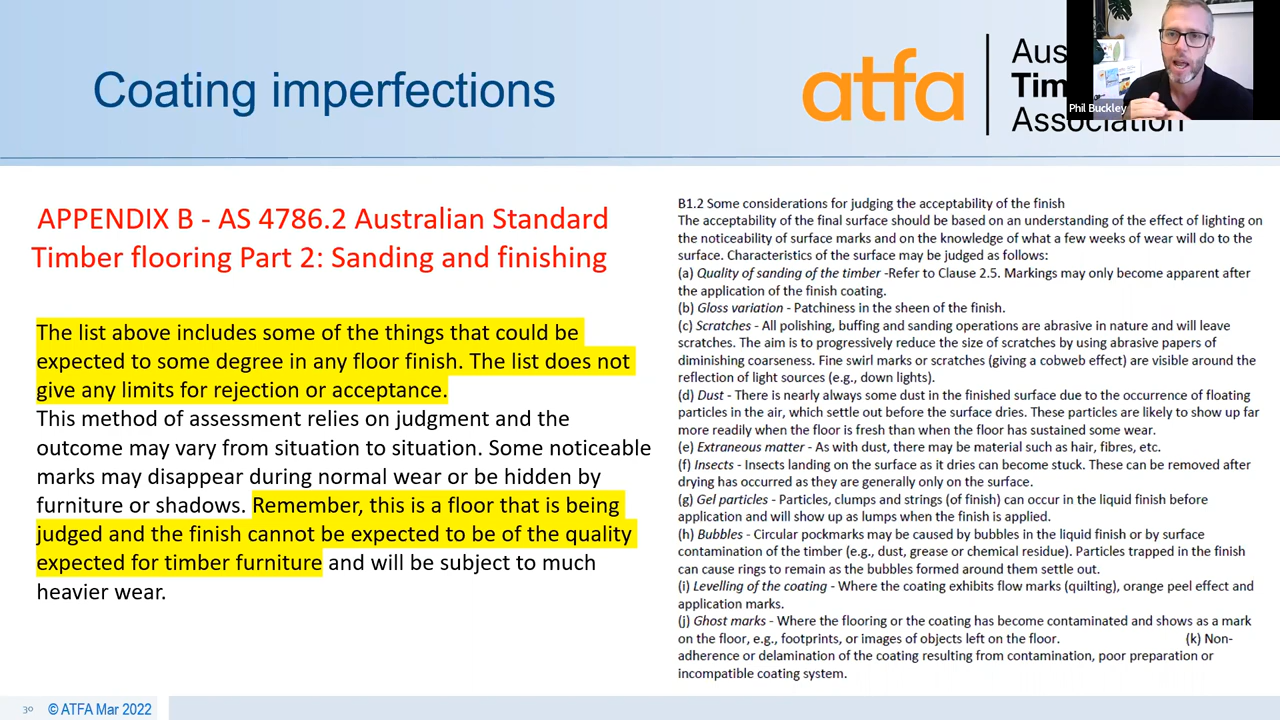 Coating imperfections
atfa
Aus
Tim
Association
Phil Buckley
APPENDIX B - AS 4786.2 Australian Standard
Timber flooring Part 2: Sanding and finishing
The list above includes some of the things that could be
expected to some degree in any floor finish. The list does not
give any limits for rejection or acceptance.
This method of assessment relies on judgment and the
outcome may vary from situation to situation. Some noticeable
marks may disappear during normal wear or be hidden by
furniture or shadows. Remember, this is a floor that is being
judged and the finish cannot be expected to be of the quality
expected for timber furniture and will be subject to much
heavier wear.
B1.2 Some considerations for judging the acceptability of the finish
The acceptability of the final surface should be based on an understanding of the effect of lighting on
the noticeability of surface marks and on the knowledge of what a few weeks of wear will do to the
surface. Characteristics of the surface may be judged as follows:
(a) Quality of sanding of the timber -Refer to Clause 2.5. Markings may only become apparent after
the application of the finish coating.
(b) Gloss variation - Patchiness in the sheen of the finish.
(c) Scratches - All polishing, buffing and sanding operations are abrasive in nature and will leave
scratches. The aim is to progressively reduce the size of scratches by using abrasive papers of
diminishing coarseness. Fine swirl marks or scratches (giving a cobweb effect) are visible around the
reflection of light sources (e.g., down lights).
(d) Dust - There is nearly always some dust in the finished surface due to the occurrence of floating
particles in the air, which settle out before the surface dries. These particles are likely to show up far
more readily when the floor is fresh than when the floor has sustained some wear.
(e) Extraneous matter - As with dust, there may be material such as hair, fibres, etc.
(f) Insects - Insects landing on the surface as it dries can become stuck. These can be removed after
drying has occurred as they are generally only on the surface.
(g) Gel particles - Particles, clumps and strings (of finish) can occur in the liquid finish before
application and will show up as lumps when the finish is applied.
(h) Bubbles - Circular pockmarks may be caused by bubbles in the liquid finish or by surface
contamination of the timber (e.g., dust, grease or chemical residue). Particles trapped in the finish
can cause rings to remain as the bubbles formed around them settle out.
(i) Levelling of the coating - Where the coating exhibits flow marks (quilting), orange peel effect and
application marks.
(j) Ghost marks - Where the flooring or the coating has become contaminated and shows as a mark
on the floor, e.g., footprints, or images of objects left on the floor. (k) Non-
adherence or delamination of the coating resulting from contamination, poor preparation or
incompatible coating system.
30 © ATFA Mar 2022